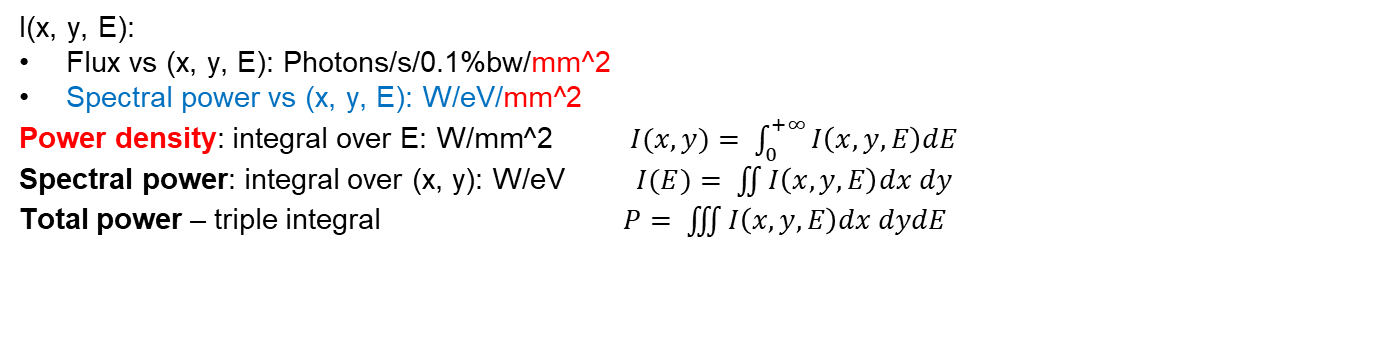 I(x, y, E):
• Flux vs (x, y, E): Photons/s/0.1%bw/mm^2
• Spectral power vs (x, y, E): W/eV/mm^2
Power density: integral over E: W/mm^2 I(x, y) = ∫₀⁺∞ I(x, y, E)dE
Spectral power: integral over (x, y): W/eV I(E) = ∬ I(x, y, E)dx dy
Total power – triple integral P = ∭ I(x, y, E)dx dydE